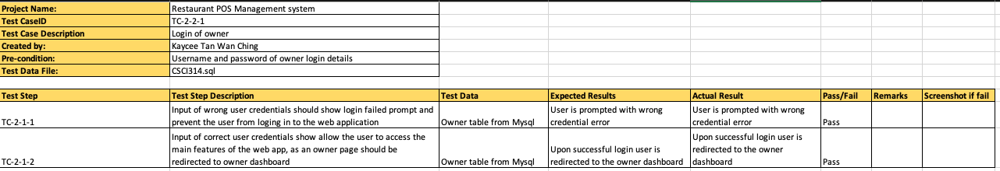 Project Name: Restaurant POS Management system
Test CaseID TC-2-2-1
Test Case Description Login of owner
Created by: Kaycee Tan Wan Ching
Pre-condition: Username and password of owner login details
Test Data File: CSCI314.sql
Test Step Test Step Description Test Data Expected Results Actual Result Pass/Fail Remarks Screenshot if fail
Input of wrong user credentials should show login failed prompt and User is prompted with wrong User is prompted with wrong
TC-2-1-1 prevent the user from loging in to the web application Owner table from Mysql credential error credential error Pass
Input of correct user credentials show allow the user to access the Upon successful login user is
main features of the web app, as an owner page should be Upon successful login user is redirected to the owner
TC-2-1-2 redirected to owner dashboard Owner table from Mysql redirected to the owner dashboard dashboard Pass